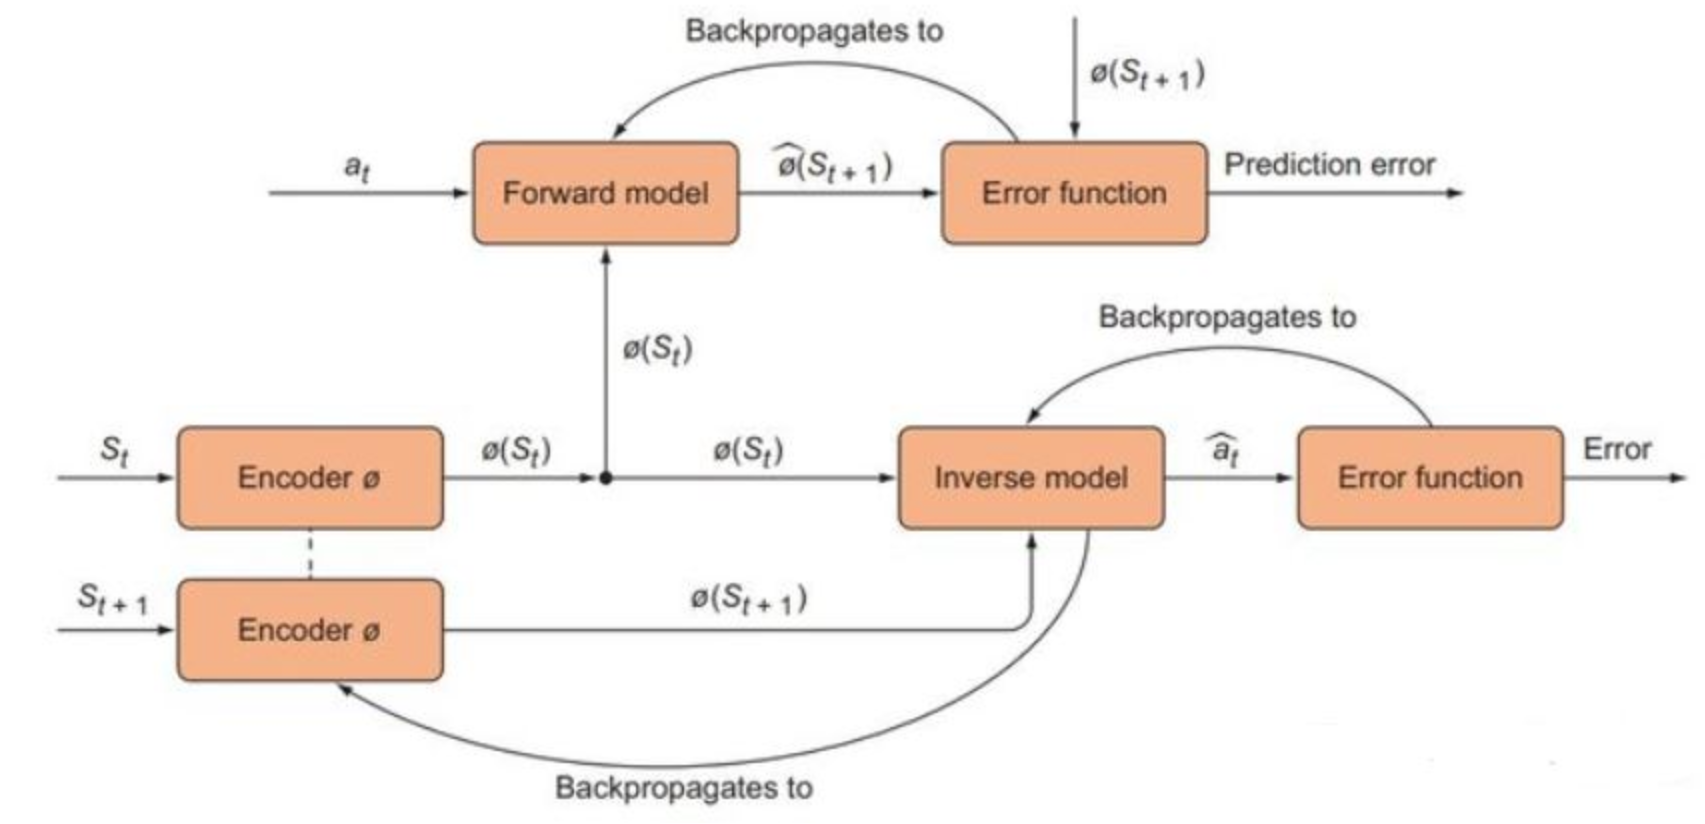 Backpropagates to
ø(S_{t + 1})
a_t
Forward model
\widehat{ø}(S_{t + 1})
Error function
Prediction error
ø(S_t)
Backpropagates to
S_t
Encoder ø
ø(S_t)
ø(S_t)
Inverse model
\widehat{a}_t
Error function
Error
S_{t + 1}
Encoder ø
ø(S_{t + 1})
Backpropagates to